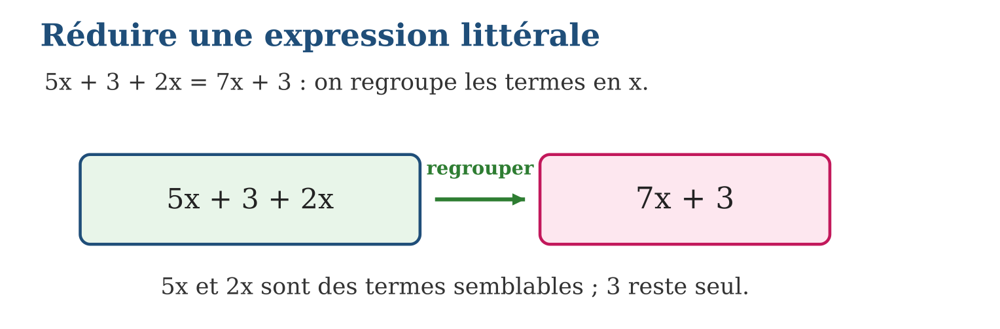 Réduire une expression littérale
5x + 3 + 2x = 7x + 3 : on regroupe les termes en x.
regrouper
5x + 3 + 2x
7x + 3
5x et 2x sont des termes semblables ; 3 reste seul.